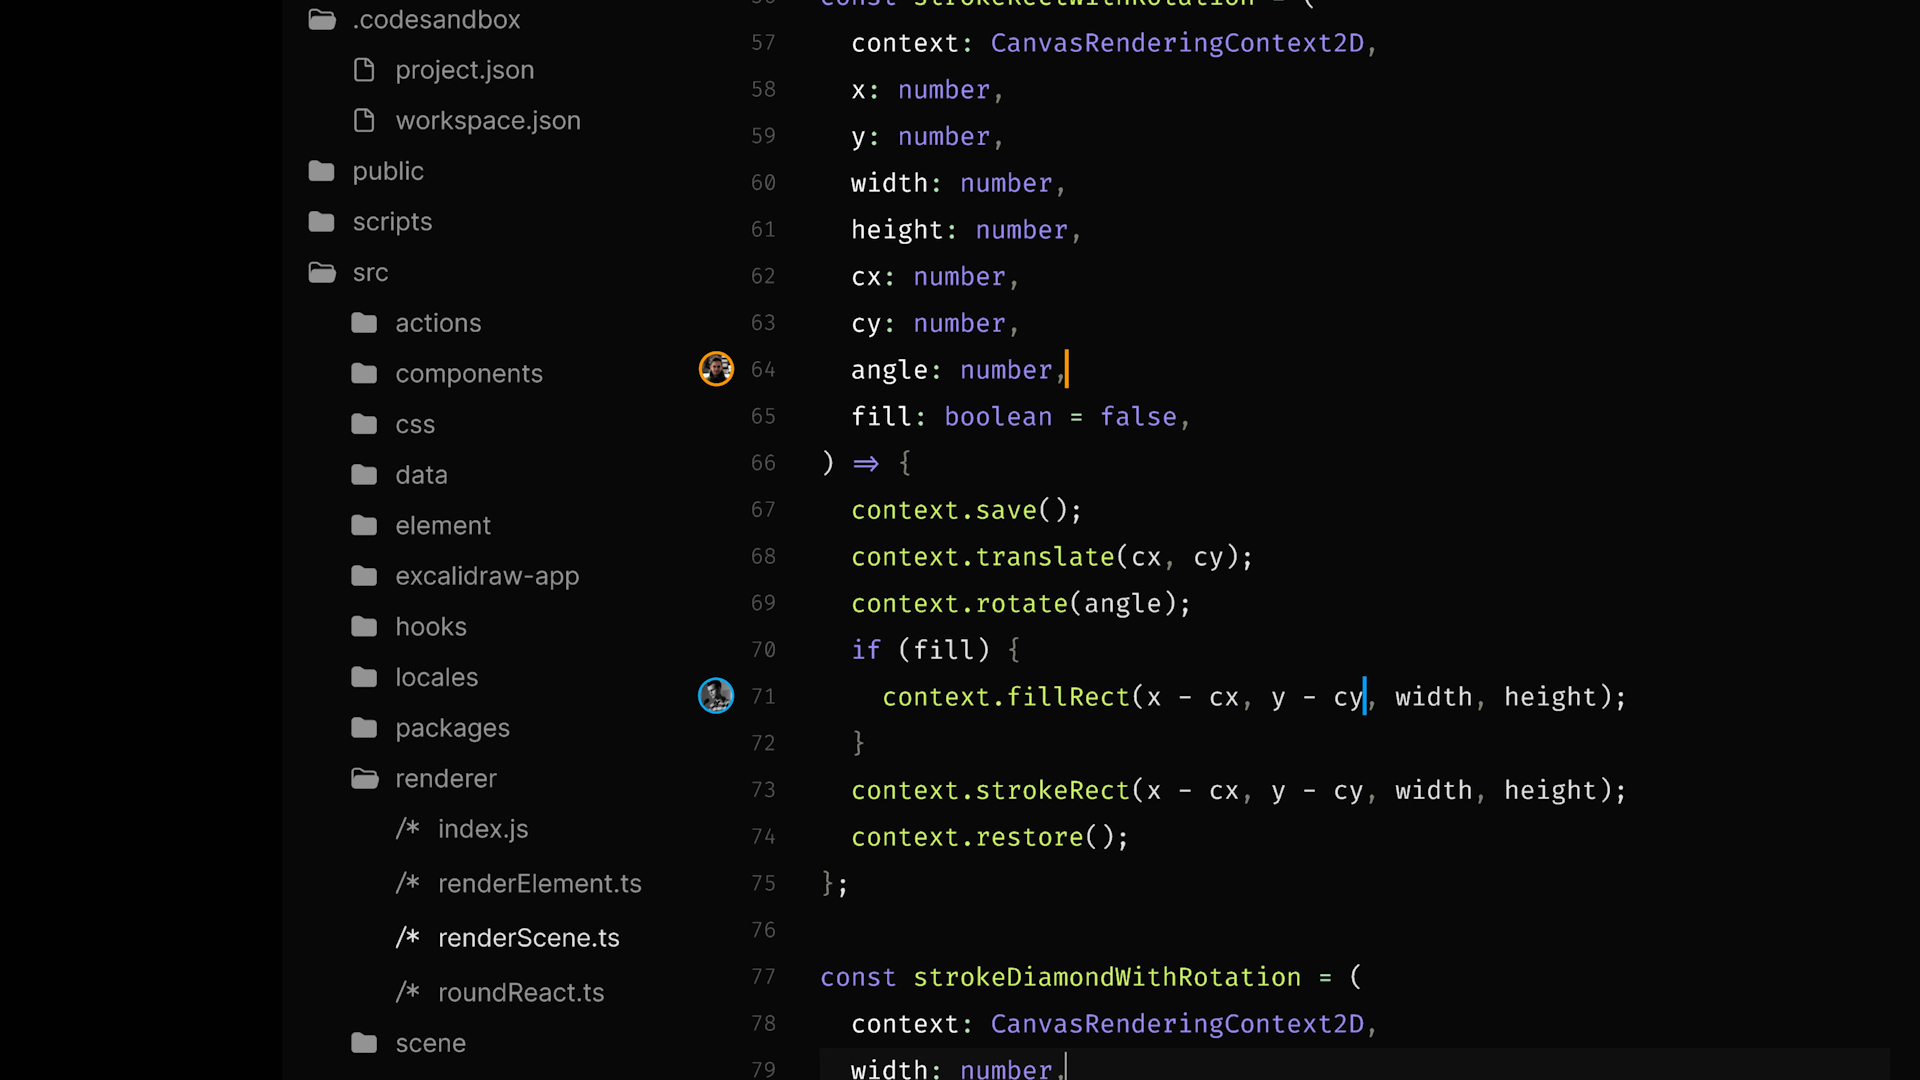 .codesandbox
project.json
workspace.json
public
scripts
src
actions
components
css
data
element
excalidraw-app
hooks
locales
packages
renderer
/* index.js
/* renderElement.ts
/* renderScene.ts
/* roundReact.ts
scene
const strokeRectWithRotation = (
57 context: CanvasRenderingContext2D,
58 x: number,
59 y: number,
60 width: number,
61 height: number,
62 cx: number,
63 cy: number,
64 angle: number,
65 fill: boolean = false,
66 ) => {
67 context.save();
68 context.translate(cx, cy);
69 context.rotate(angle);
70 if (fill) {
71 context.fillRect(x - cx, y - cy, width, height);
72 }
73 context.strokeRect(x - cx, y - cy, width, height);
74 context.restore();
75 };
76
77 const strokeDiamondWithRotation = (
78 context: CanvasRenderingContext2D,
79 width: number,